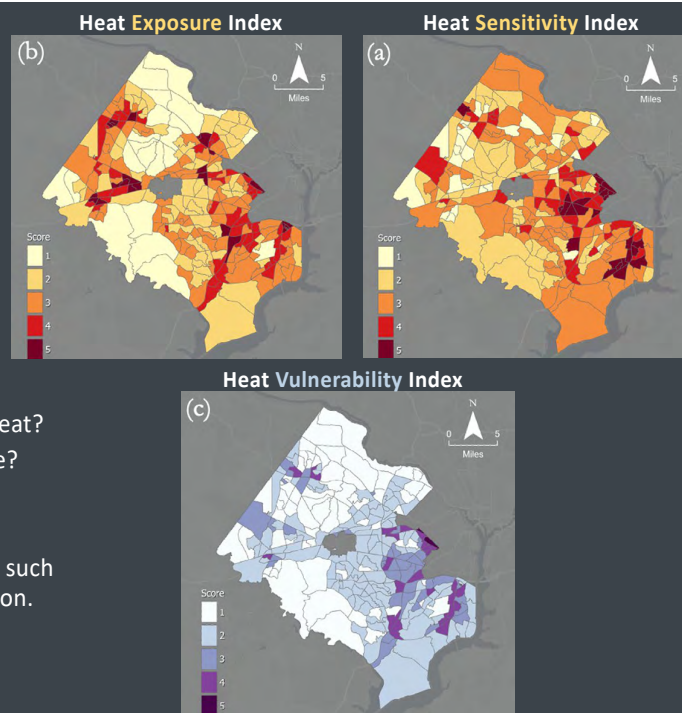 Heat Exposure Index
(b)
N
0 5
Miles
Score
1
2
3
4
5
Heat Sensitivity Index
(a)
N
0 5
Miles
Score
1
2
3
4
5
eat?
e?
such
on.
Heat Vulnerability Index
(c)
N
0 5
Miles
Score
1
2
3
4
5